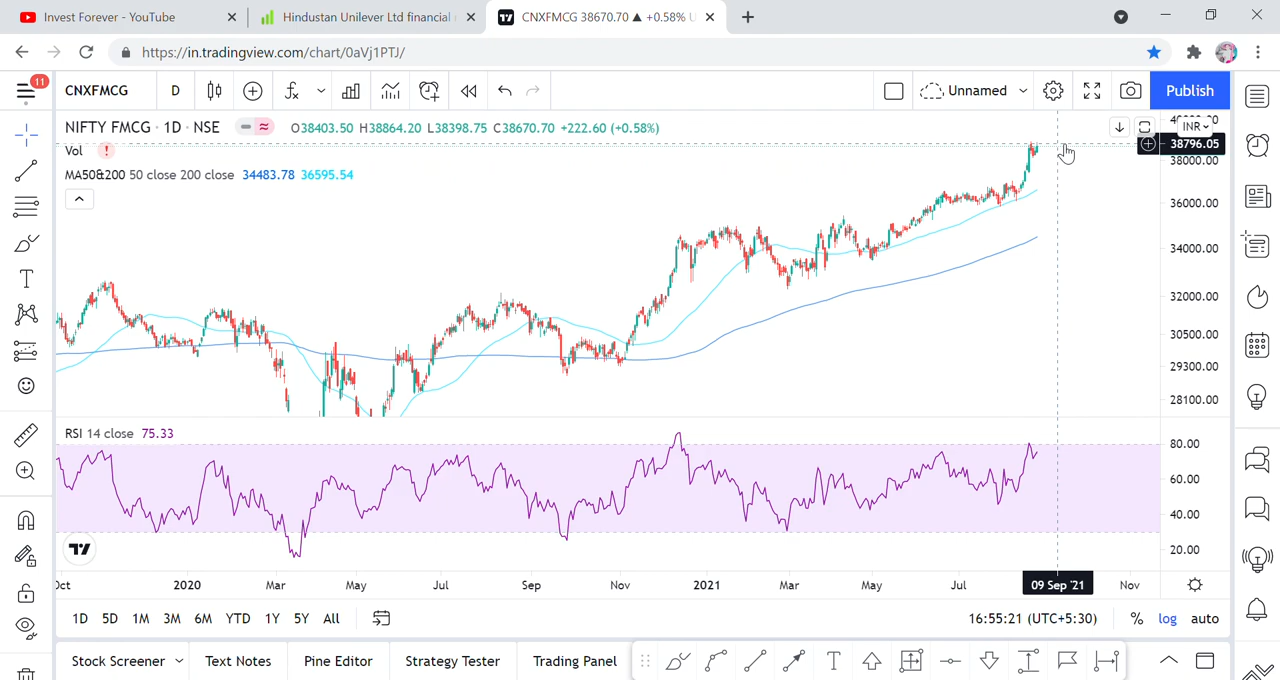 Invest Forever - YouTube
Hindustan Unilever Ltd financial
CNXFMCG 38670.70 ▲ +0.58% U
https://in.tradingview.com/chart/0aVj1PTJ/
11
CNXFMCG
D
Unnamed
Publish
NIFTY FMCG · 1D · NSE
O38403.50 H38864.20 L38398.75 C38670.70 +222.60 (+0.58%)
INR
Vol
38796.05
38000.00
MA50&200 50 close 200 close 34483.78 36595.54
36000.00
34000.00
32000.00
30500.00
29300.00
28100.00
RSI 14 close 75.33
80.00
60.00
40.00
20.00
2020 Mar May Jul Sep Nov 2021 Mar May Jul 09 Sep '21 Nov
1D 5D 1M 3M 6M YTD 1Y 5Y All
16:55:21 (UTC+5:30) % log auto
Stock Screener Text Notes Pine Editor Strategy Tester Trading Panel